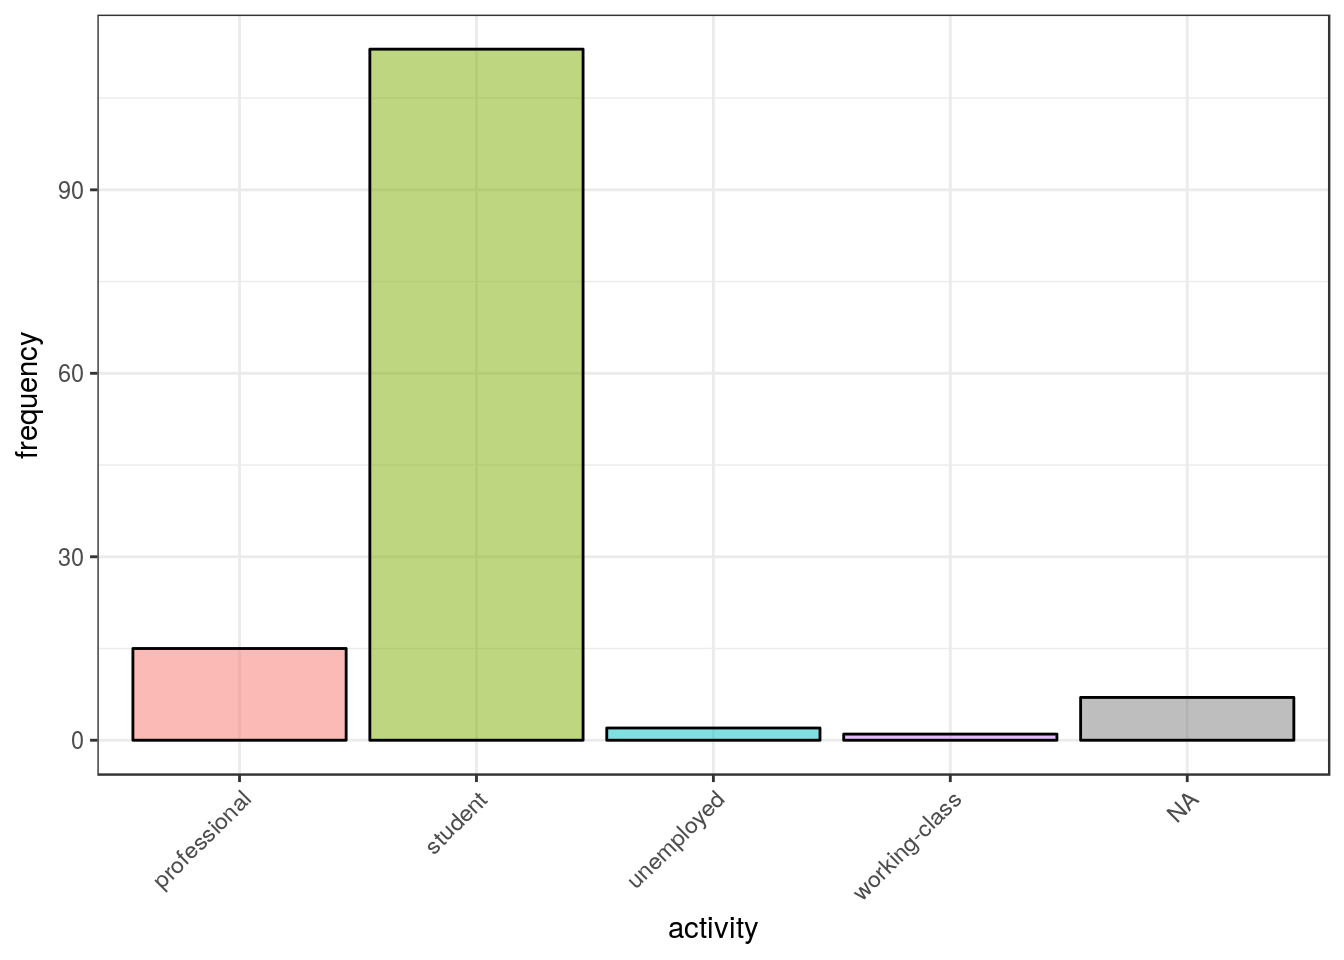 frequency
90
60
30
0
professional
student
unemployed
working-class
NA
activity